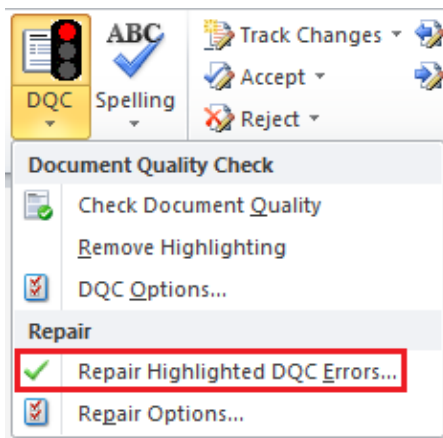 ABC
Track Changes
DQC
Spelling
Accept
Reject
Document Quality Check
Check Document Quality
Remove Highlighting
DQC Options...
Repair
Repair Highlighted DQC Errors...
Repair Options...